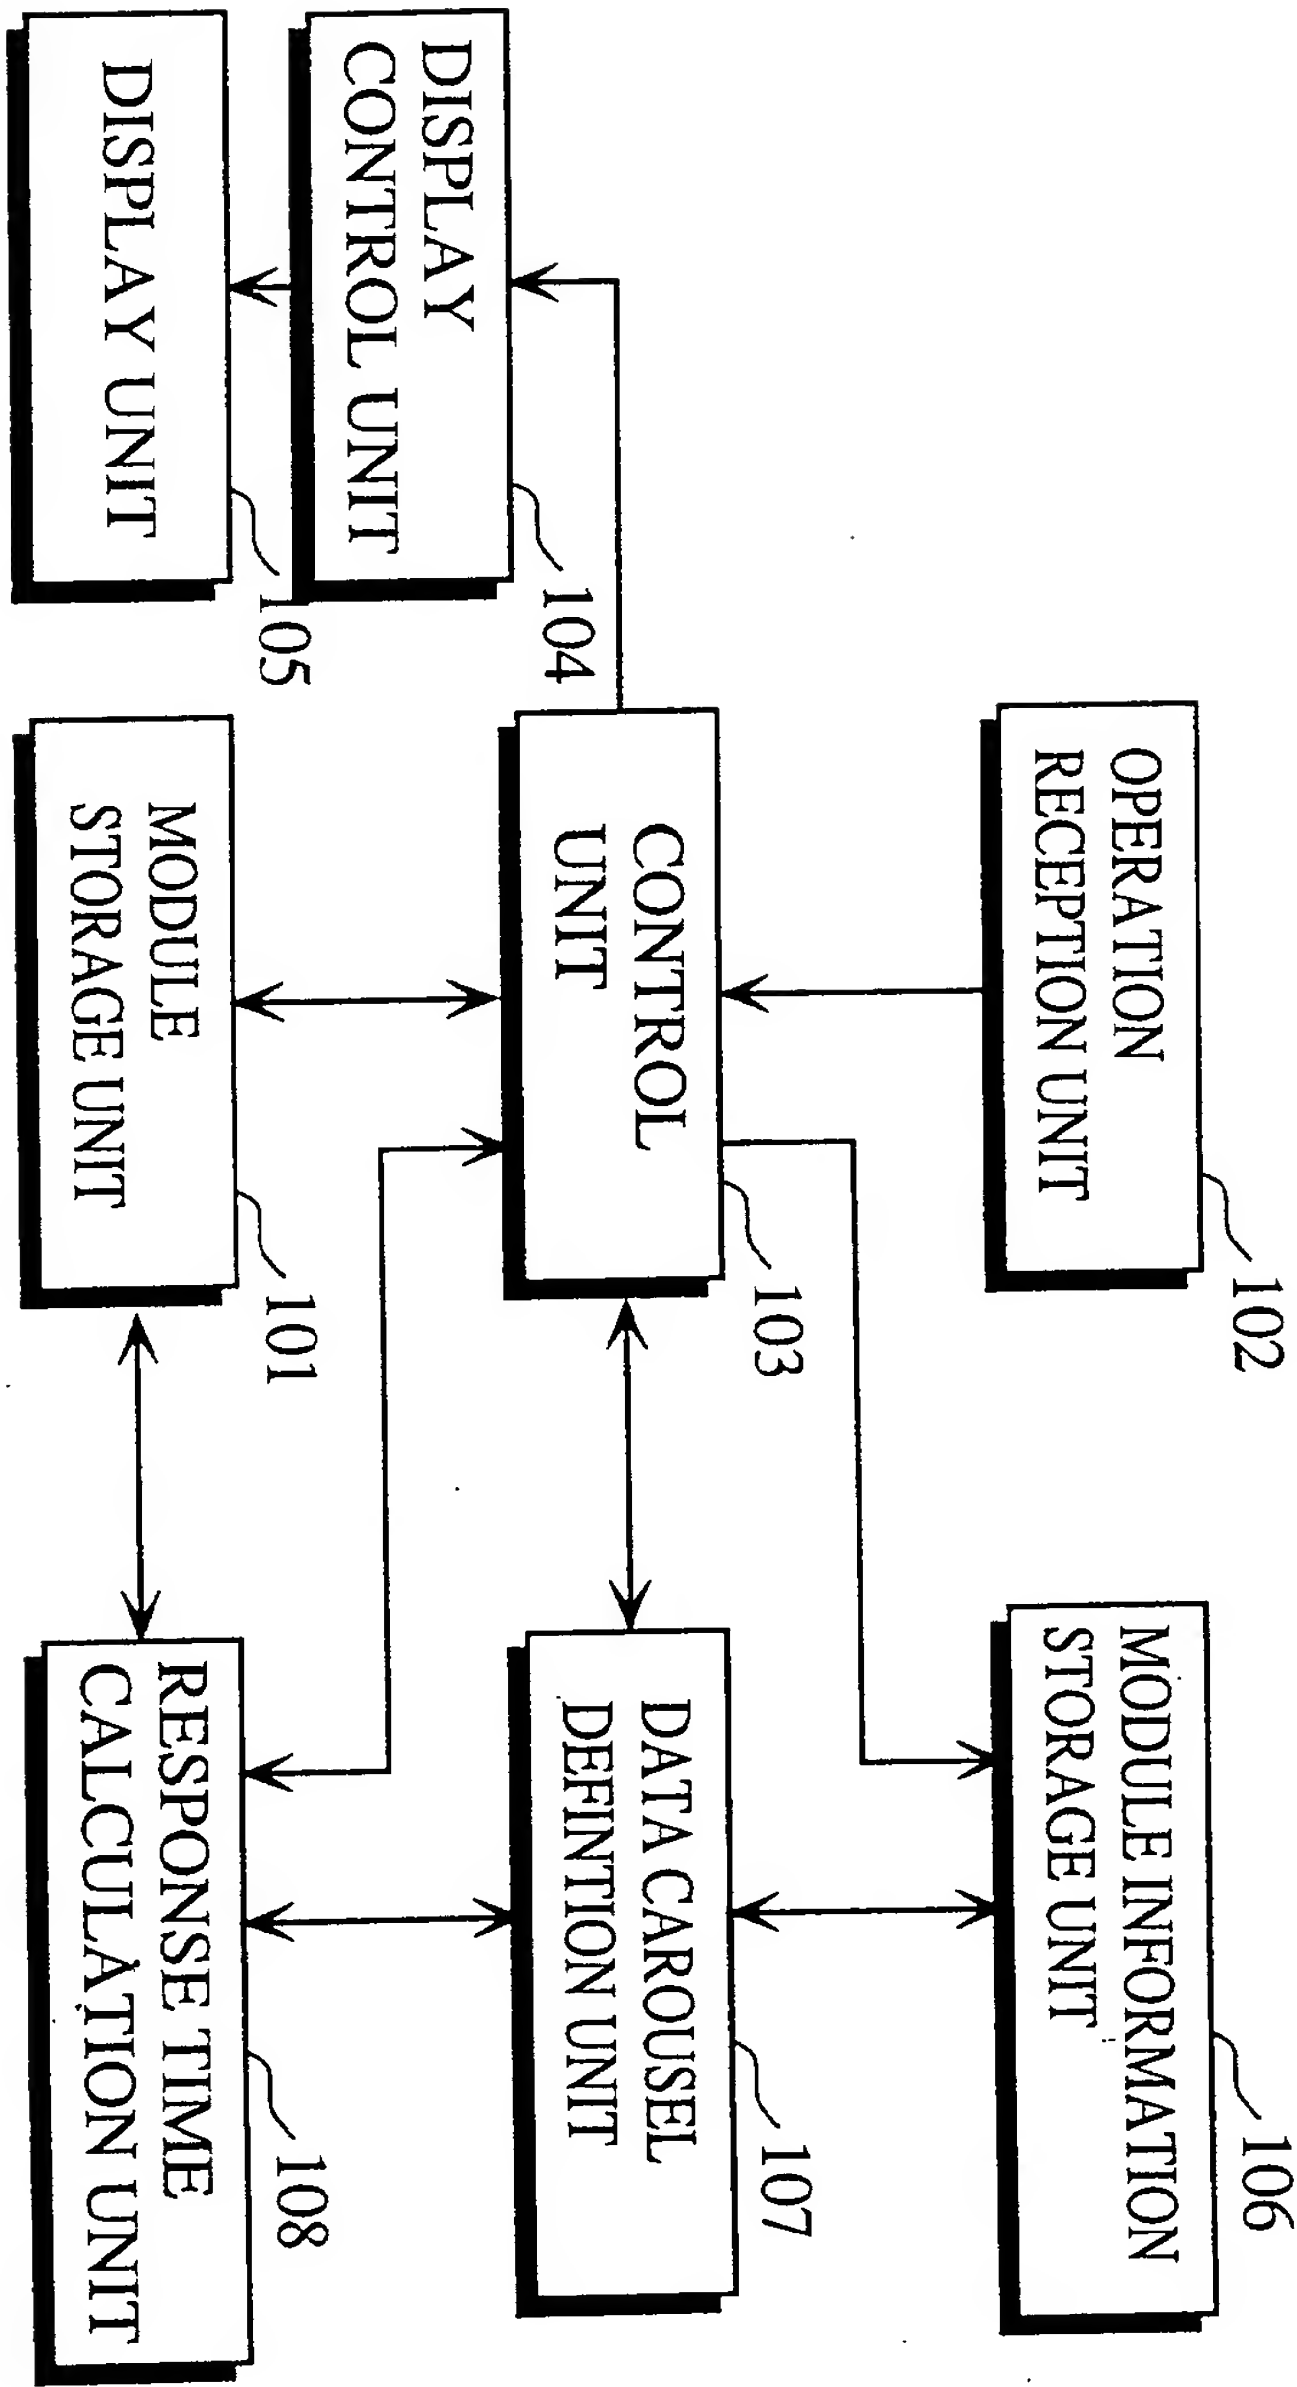 OPERATION
RECEPTION UNIT
102
MODULE INFORMATION
STORAGE UNIT
106
DISPLAY
CONTROL UNIT
104
CONTROL
UNIT
103
DATA CAROUSEL
DEFINTION UNIT
107
DISPLAY UNIT
105
MODULE
STORAGE UNIT
101
RESPONSE TIME
CALCULATION UNIT
108